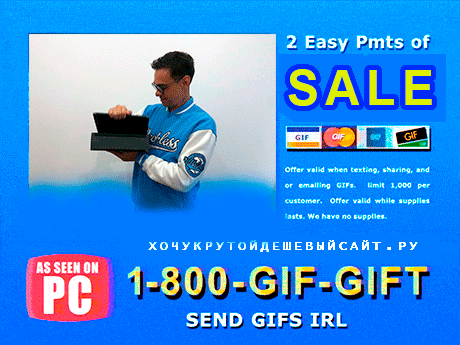 2 Easy Pmts of
SALE
GIF GIF GIF GIF
Offer valid when texting, sharing, and
or emailing GIFs. limit 1,000 per
customer. Offer valid while supplies
lasts. We have no supplies.
ХОЧУКРУТОЙДЕШЕВЫЙСАЙТ.РУ
AS SEEN ON
PC
1-800-GIF-GIFT
SEND GIFS IRL